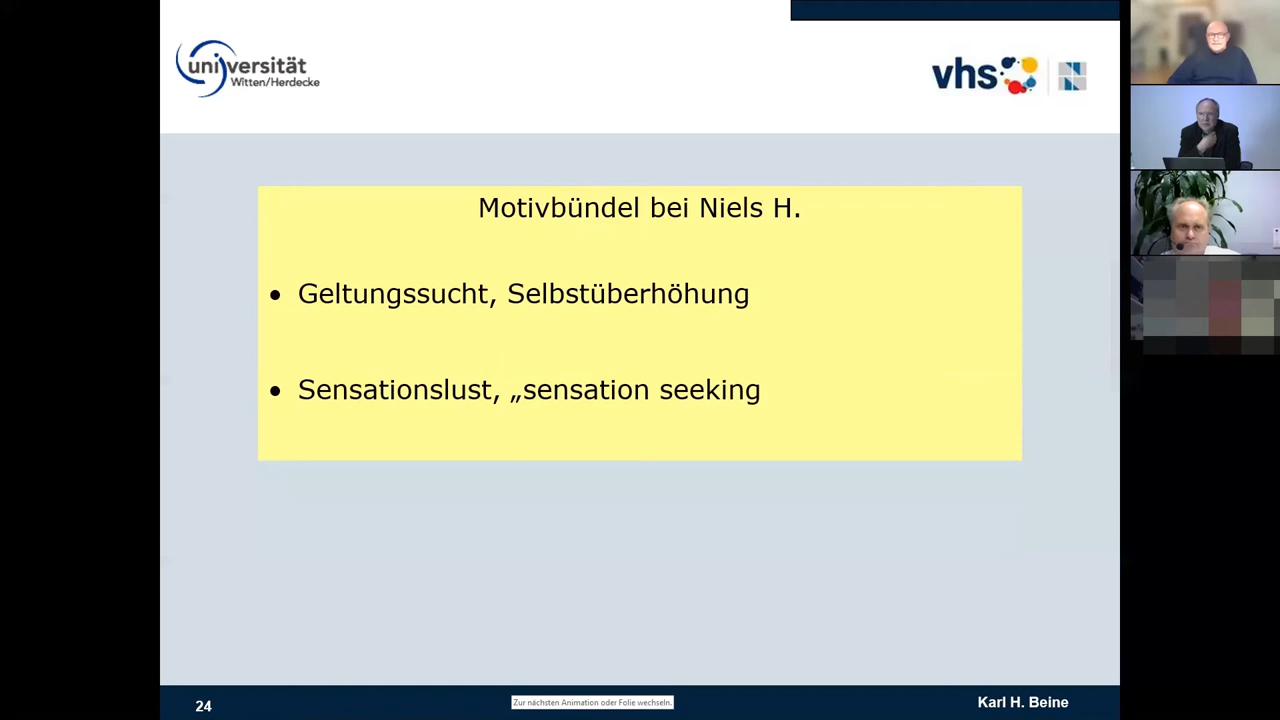 universität
Witten/Herdecke
vhs
Motivbündel bei Niels H.
• Geltungssucht, Selbstüberhöhung
• Sensationslust, „sensation seeking
24
Zur nächsten Animation oder Folie wechseln.
Karl H. Beine